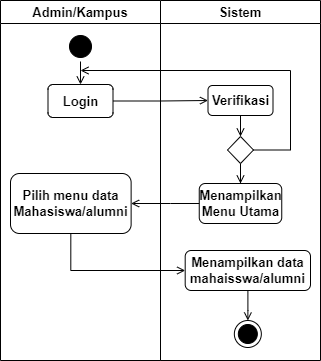 Admin/Kampus
Sistem
Login
Verifikasi
Menampilkan
Menu Utama
Pilih menu data
Mahasiswa/alumni
Menampilkan data
mahaisswa/alumni